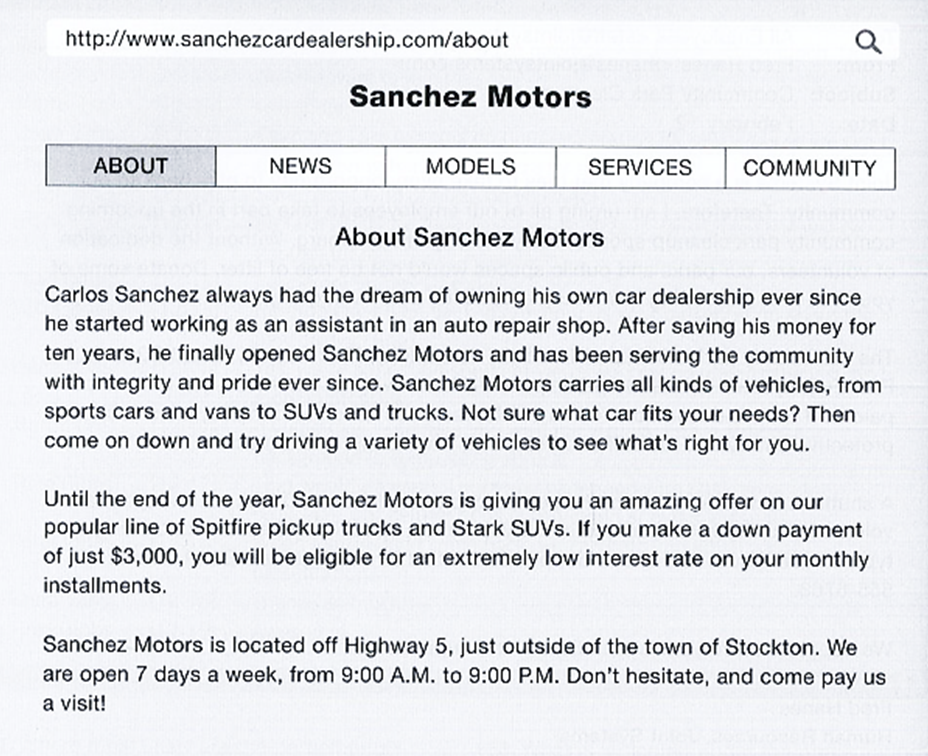 http://www.sanchezcardealership.com/about
Sanchez Motors
ABOUT NEWS MODELS SERVICES COMMUNITY
About Sanchez Motors
Carlos Sanchez always had the dream of owning his own car dealership ever since
he started working as an assistant in an auto repair shop. After saving his money for
ten years, he finally opened Sanchez Motors and has been serving the community
with integrity and pride ever since. Sanchez Motors carries all kinds of vehicles, from
sports cars and vans to SUVs and trucks. Not sure what car fits your needs? Then
come on down and try driving a variety of vehicles to see what's right for you.
Until the end of the year, Sanchez Motors is giving you an amazing offer on our
popular line of Spitfire pickup trucks and Stark SUVs. If you make a down payment
of just $3,000, you will be eligible for an extremely low interest rate on your monthly
installments.
Sanchez Motors is located off Highway 5, just outside of the town of Stockton. We
are open 7 days a week, from 9:00 A.M. to 9:00 P.M. Don't hesitate, and come pay us
a visit!